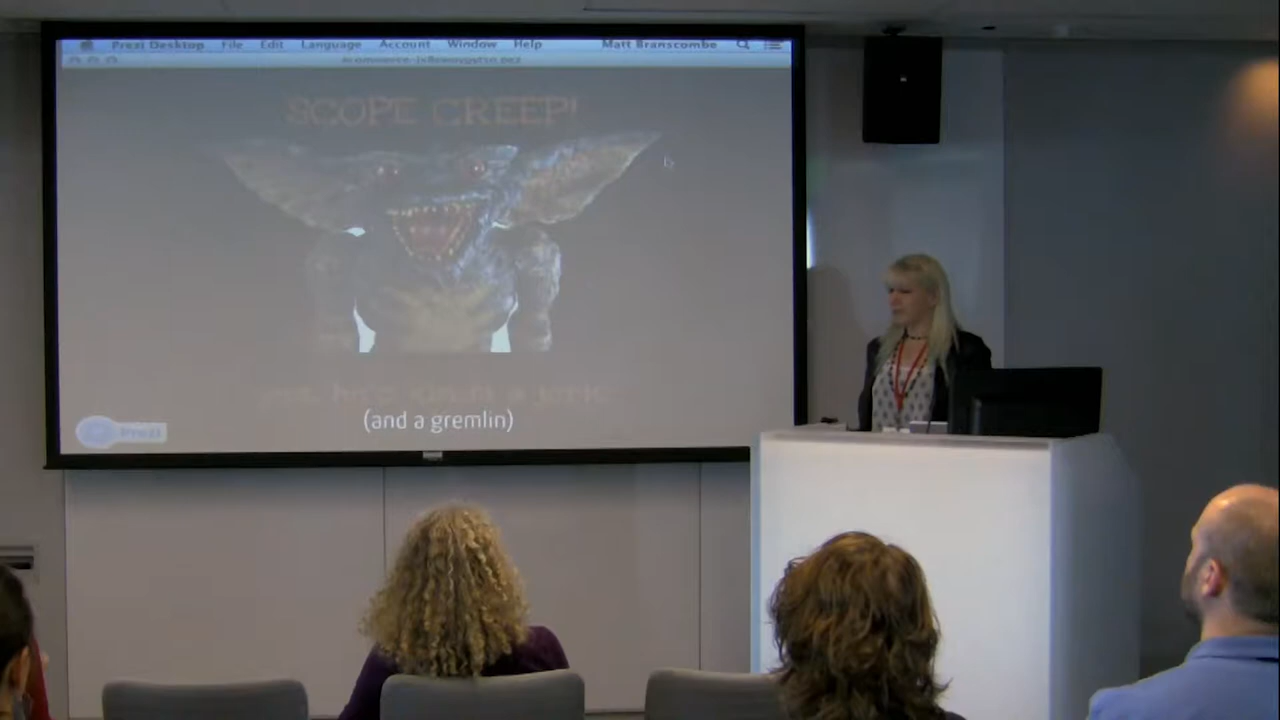 Prezi Desktop File Edit Language Account Window Help Matt Branscombe
SCOPE CREEP!
(and a gremlin)
Prezi